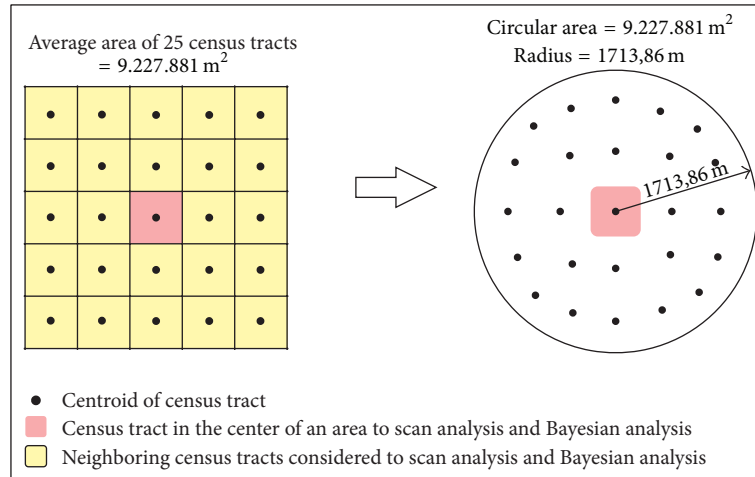 Average area of 25 census tracts
= 9.227.881 m²
Circular area = 9.227.881 m²
Radius = 1713,86 m
1713,86 m
Centroid of census tract
Census tract in the center of an area to scan analysis and Bayesian analysis
Neighboring census tracts considered to scan analysis and Bayesian analysis